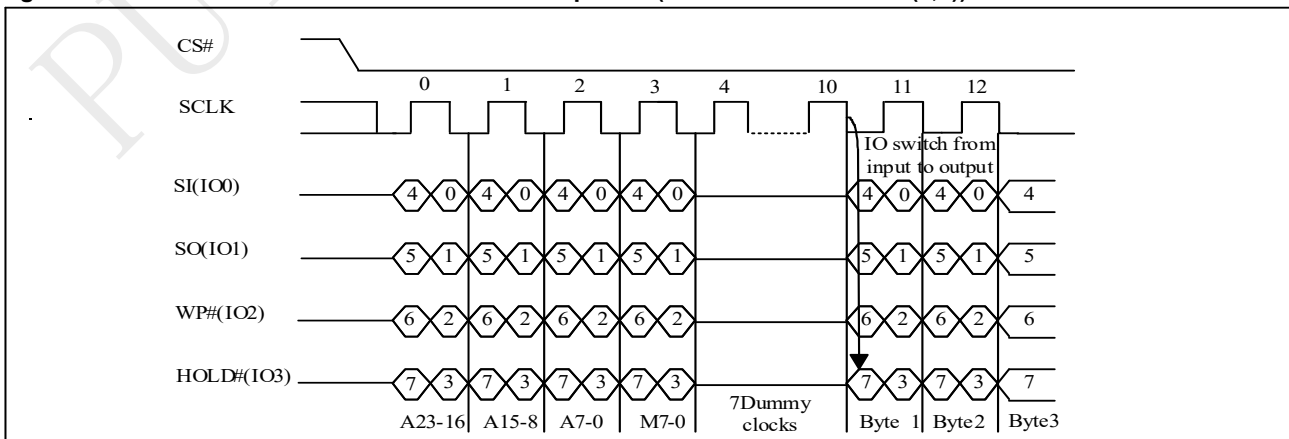 CS#
0 1 2 3 4 10 11 12
SCLK
IO switch from
input to output
SI(IO0) 4 0 4 0 4 0 4 0 4 0 4 0 4
SO(IO1) 5 1 5 1 5 1 5 1 5 1 5 1 5
WP#(IO2) 6 2 6 2 6 2 6 2 6 2 6 2 6
HOLD#(IO3) 7 3 7 3 7 3 7 3 7 3 7 3 7
7Dummy
A23-16 A15-8 A7-0 M7-0 clocks Byte 1 Byte2 Byte3